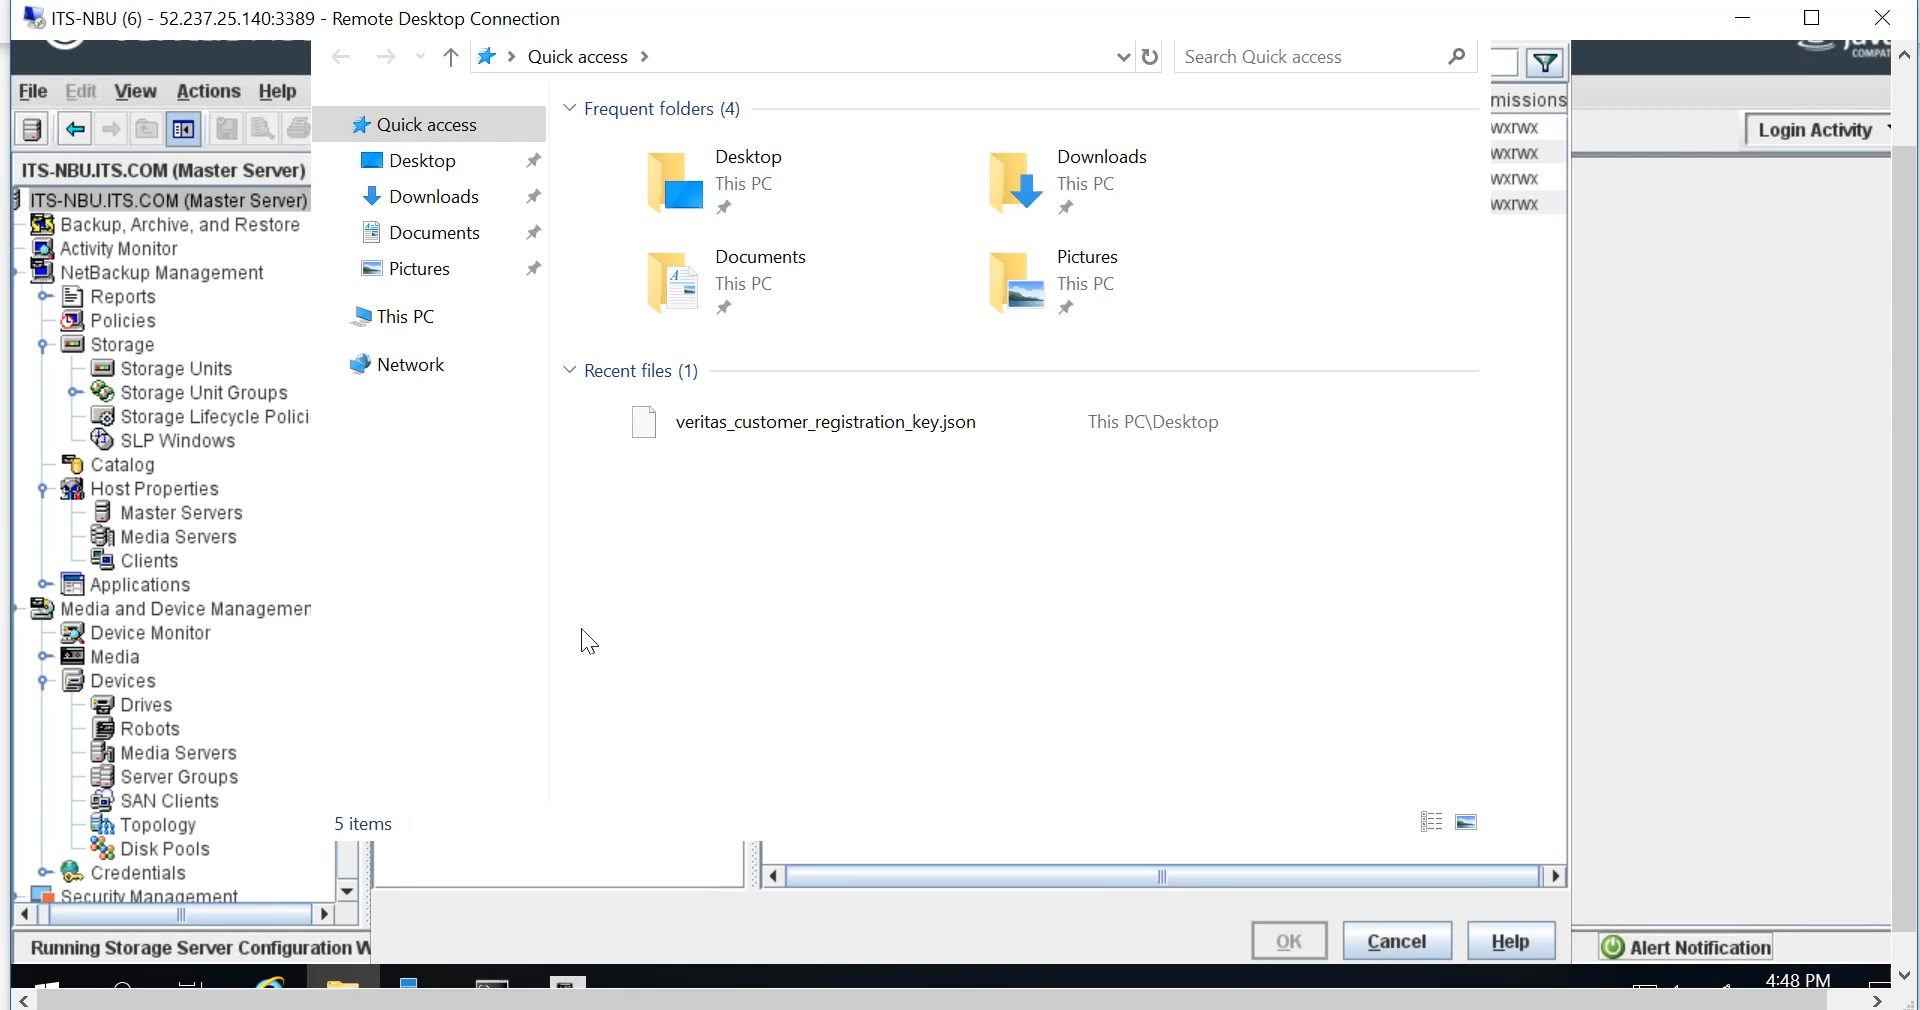 ITS-NBU (6) - 52.237.25.140:3389 - Remote Desktop Connection
Quick access
Search Quick access
COMPAT
File Edit View Actions Help
Login Activity
ITS-NBU.ITS.COM (Master Server)
ITS-NBU.ITS.COM (Master Server)
Backup, Archive, and Restore
Activity Monitor
NetBackup Management
Reports
Policies
Storage
Storage Units
Storage Unit Groups
Storage Lifecycle Polici
SLP Windows
Catalog
Host Properties
Master Servers
Media Servers
Clients
Applications
Media and Device Managemen
Device Monitor
Media
Devices
Drives
Robots
Media Servers
Server Groups
SAN Clients
Topology
Disk Pools
Credentials
Security Management
Running Storage Server Configuration W
Quick access
Desktop
Downloads
Documents
Pictures
This PC
Network
5 items
Frequent folders (4)
Desktop
This PC
Downloads
This PC
Documents
This PC
Pictures
This PC
Recent files (1)
veritas_customer_registration_key.json This PC\Desktop
missions
wxrwx
wxrwx
wxrwx
wxrwx
OK Cancel Help
Alert Notification
4:48 PM